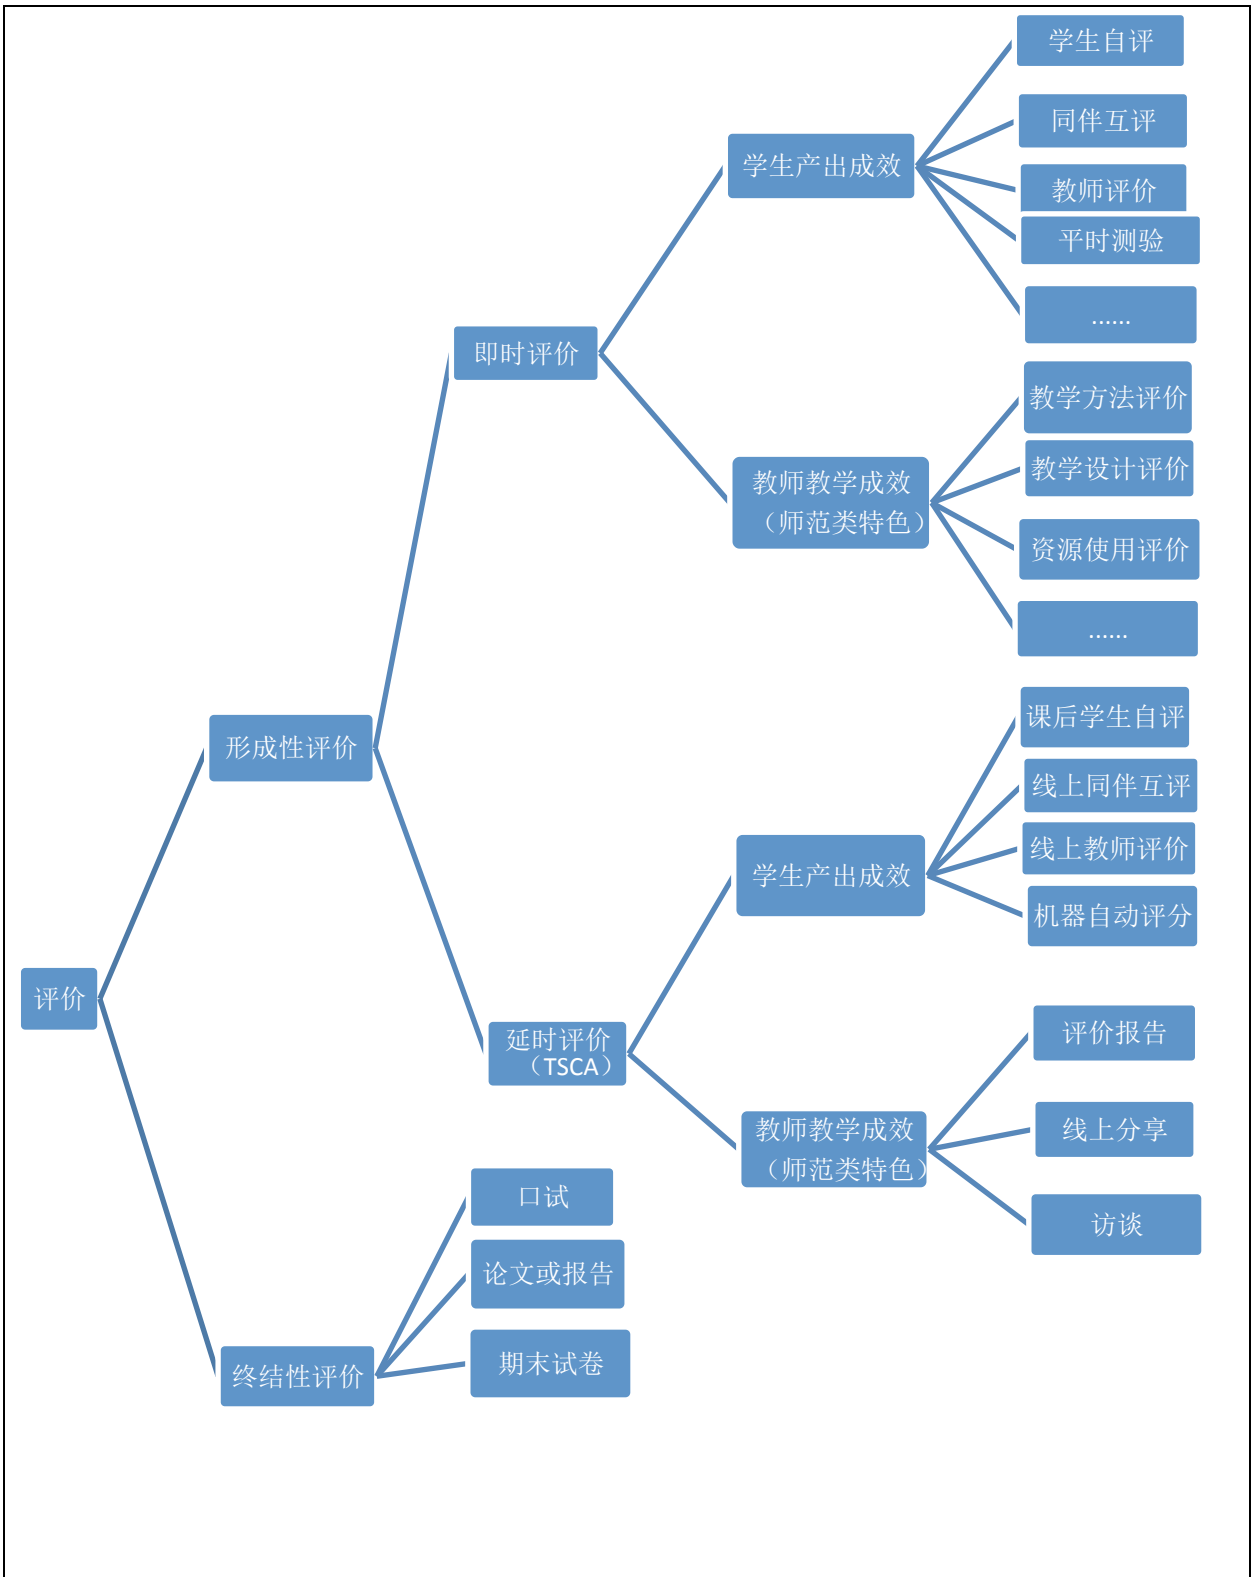 学生自评
同伴互评
学生产出成效
教师评价
平时测验
......
即时评价
教学方法评价
教学设计评价
教师教学成效
（师范类特色）
资源使用评价
......
形成性评价
课后学生自评
线上同伴互评
线上教师评价
学生产出成效
机器自动评分
评价
延时评价
（TSCA）
评价报告
教师教学成效
（师范类特色）
线上分享
访谈
口试
论文或报告
期末试卷
终结性评价